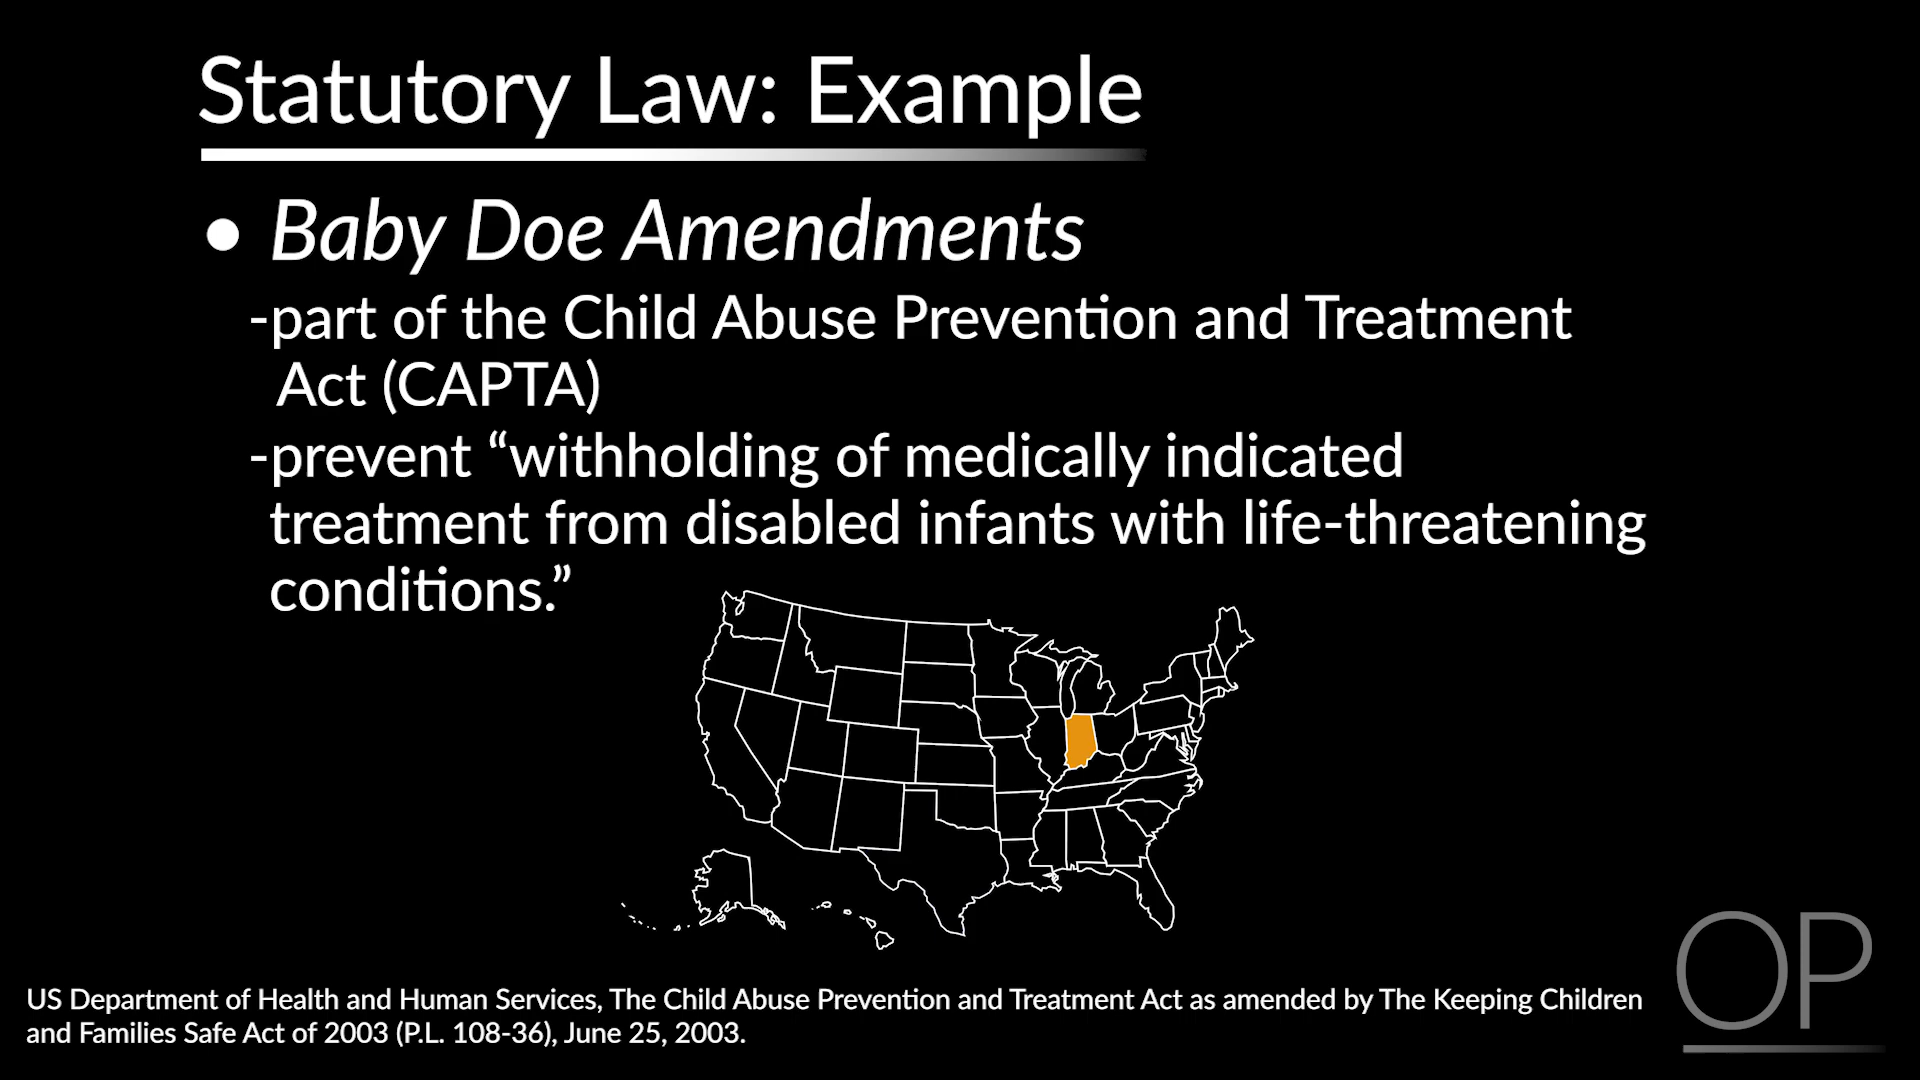 Statutory Law: Example
• Baby Doe Amendments
-part of the Child Abuse Prevention and Treatment
Act (CAPTA)
-prevent “withholding of medically indicated
treatment from disabled infants with life-threatening
conditions.”
US Department of Health and Human Services, The Child Abuse Prevention and Treatment Act as amended by The Keeping Children
and Families Safe Act of 2003 (P.L. 108-36), June 25, 2003.
OP